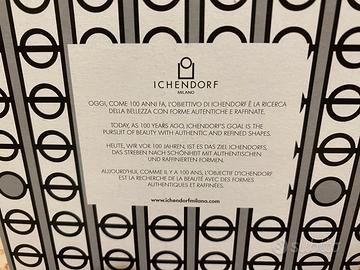 ICHENDORF
MILANO
OGGI, COME 100 ANNI FA, L'OBIETTIVO DI ICHENDORF È LA RICERCA
DELLA BELLEZZA CON FORME AUTENTICHE E RAFFINATE.
TODAY, AS 100 YEARS AGO, ICHENDORF'S GOAL IS THE
PURSUIT OF BEAUTY WITH AUTHENTIC AND REFINED SHAPES.
HEUTE, WIR VOR 100 JAHREN, IST ES DAS ZIEL ICHENDORFS,
DAS STREBEN NACH SCHÖNHEIT MIT AUTHENTISCHEN
UND RAFFINIERTEN FORMEN.
AUJOURD'HUI, COMME IL Y A 100 ANS, L'OBJECTIF D'ICHENDORF
EST LA RECHERCHE DE LA BEAUTÉ AVEC DES FORMES
AUTHENTIQUES ET RAFINÉES.
www.ichendorfmilano.com